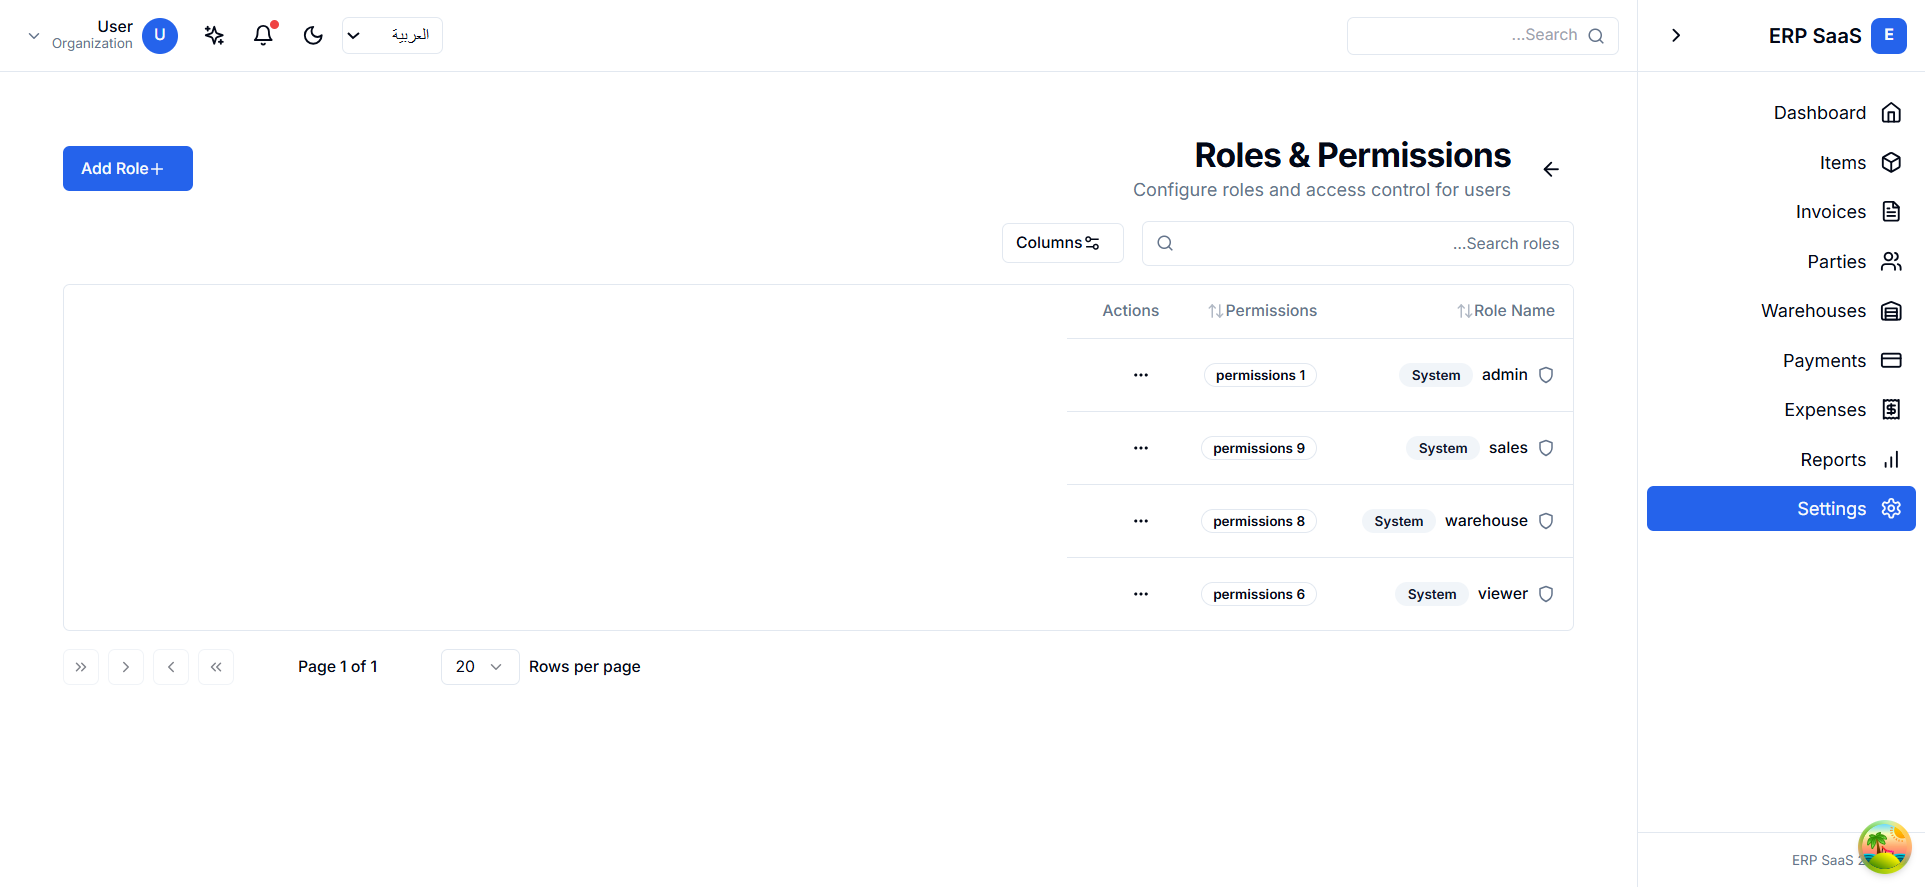 ERP SaaS
E
...Search
العربية
User
Organization
U
Dashboard
Items
Invoices
Parties
Warehouses
Payments
Expenses
Reports
Settings
Roles & Permissions
Configure roles and access control for users
Add Role+
...Search roles
Columns
Role Name
Permissions
Actions
admin System permissions 1
sales System permissions 9
warehouse System permissions 8
viewer System permissions 6
Rows per page
20
Page 1 of 1
ERP SaaS